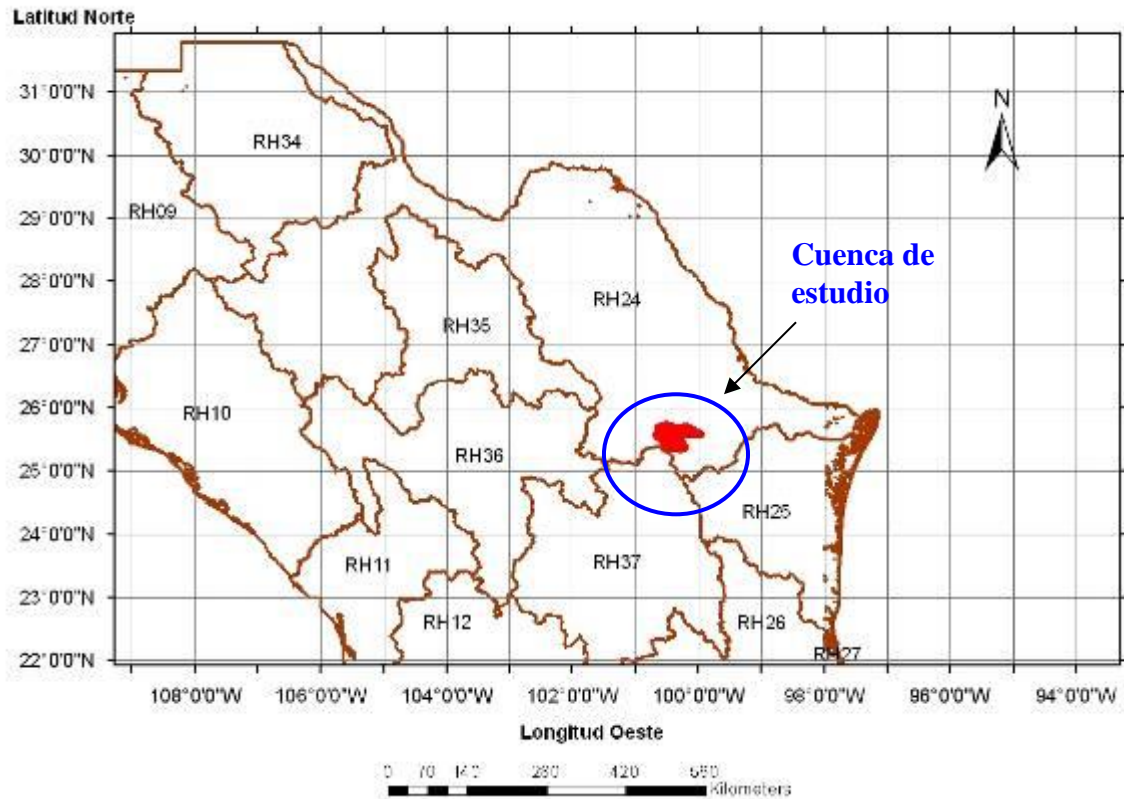 Latitud Norte
31°0'0"N
30°0'0"N
29°0'0"N
28°0'0"N
27°0'0"N
26°0'0"N
25°0'0"N
24°0'0"N
23°0'0"N
22°0'0"N
N
RH34
RH09
Cuenca de
estudio
RH24
RH35
RH10
RH36
RH25
RH11
RH37
RH12
RH26
RH27
108°0'0"W
106°0'0"W
104°0'0"W
102°0'0"W
100°0'0"W
98°0'0"W
96°0'0"W
94°0'0"W
Longitud Oeste
0 70 140 280 420 560
Kilometers